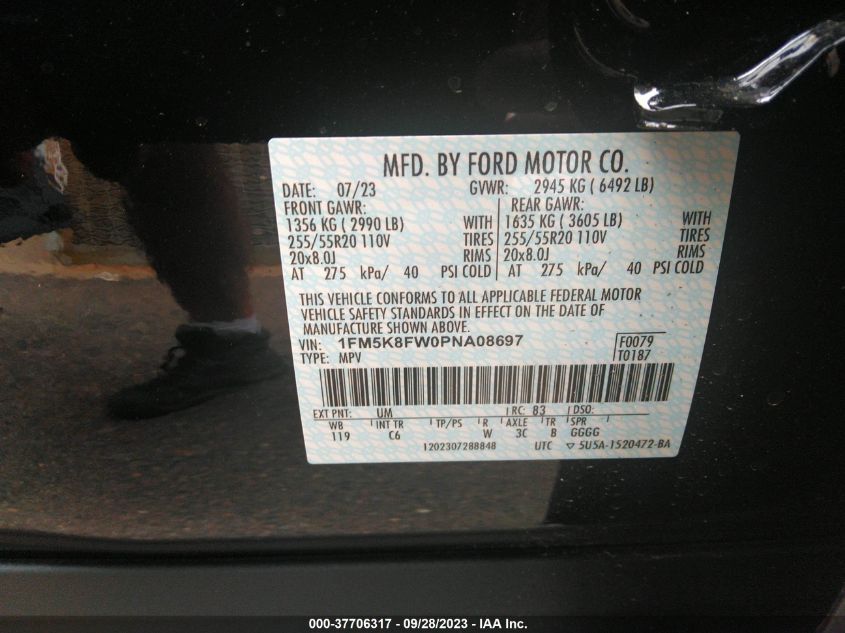 MFD. BY FORD MOTOR CO.
DATE: 07/23 GVWR: 2945 KG ( 6492 LB)
FRONT GAWR: REAR GAWR:
1356 KG ( 2990 LB) WITH 1635 KG ( 3605 LB) WITH
255/55R20 110V TIRES 255/55R20 110V TIRES
20x8.0J RIMS 20x8.0J RIMS
AT 275 kPa/ 40 PSI COLD AT 275 kPa/ 40 PSI COLD
THIS VEHICLE CONFORMS TO ALL APPLICABLE FEDERAL MOTOR
VEHICLE SAFETY STANDARDS IN EFFECT ON THE DATE OF
MANUFACTURE SHOWN ABOVE.
VIN: 1FM5K8FW0PNA08697 F0079
TYPE: MPV T0187
EXT PNT: UM RC: 83 DSO:
WB INT TR TP/PS R AXLE TR SPR
119 C6 W 3C B GGGG
1202307288848 UTC ▽ 5U5A-1520472-BA
000-37706317 - 09/28/2023 - IAA Inc.